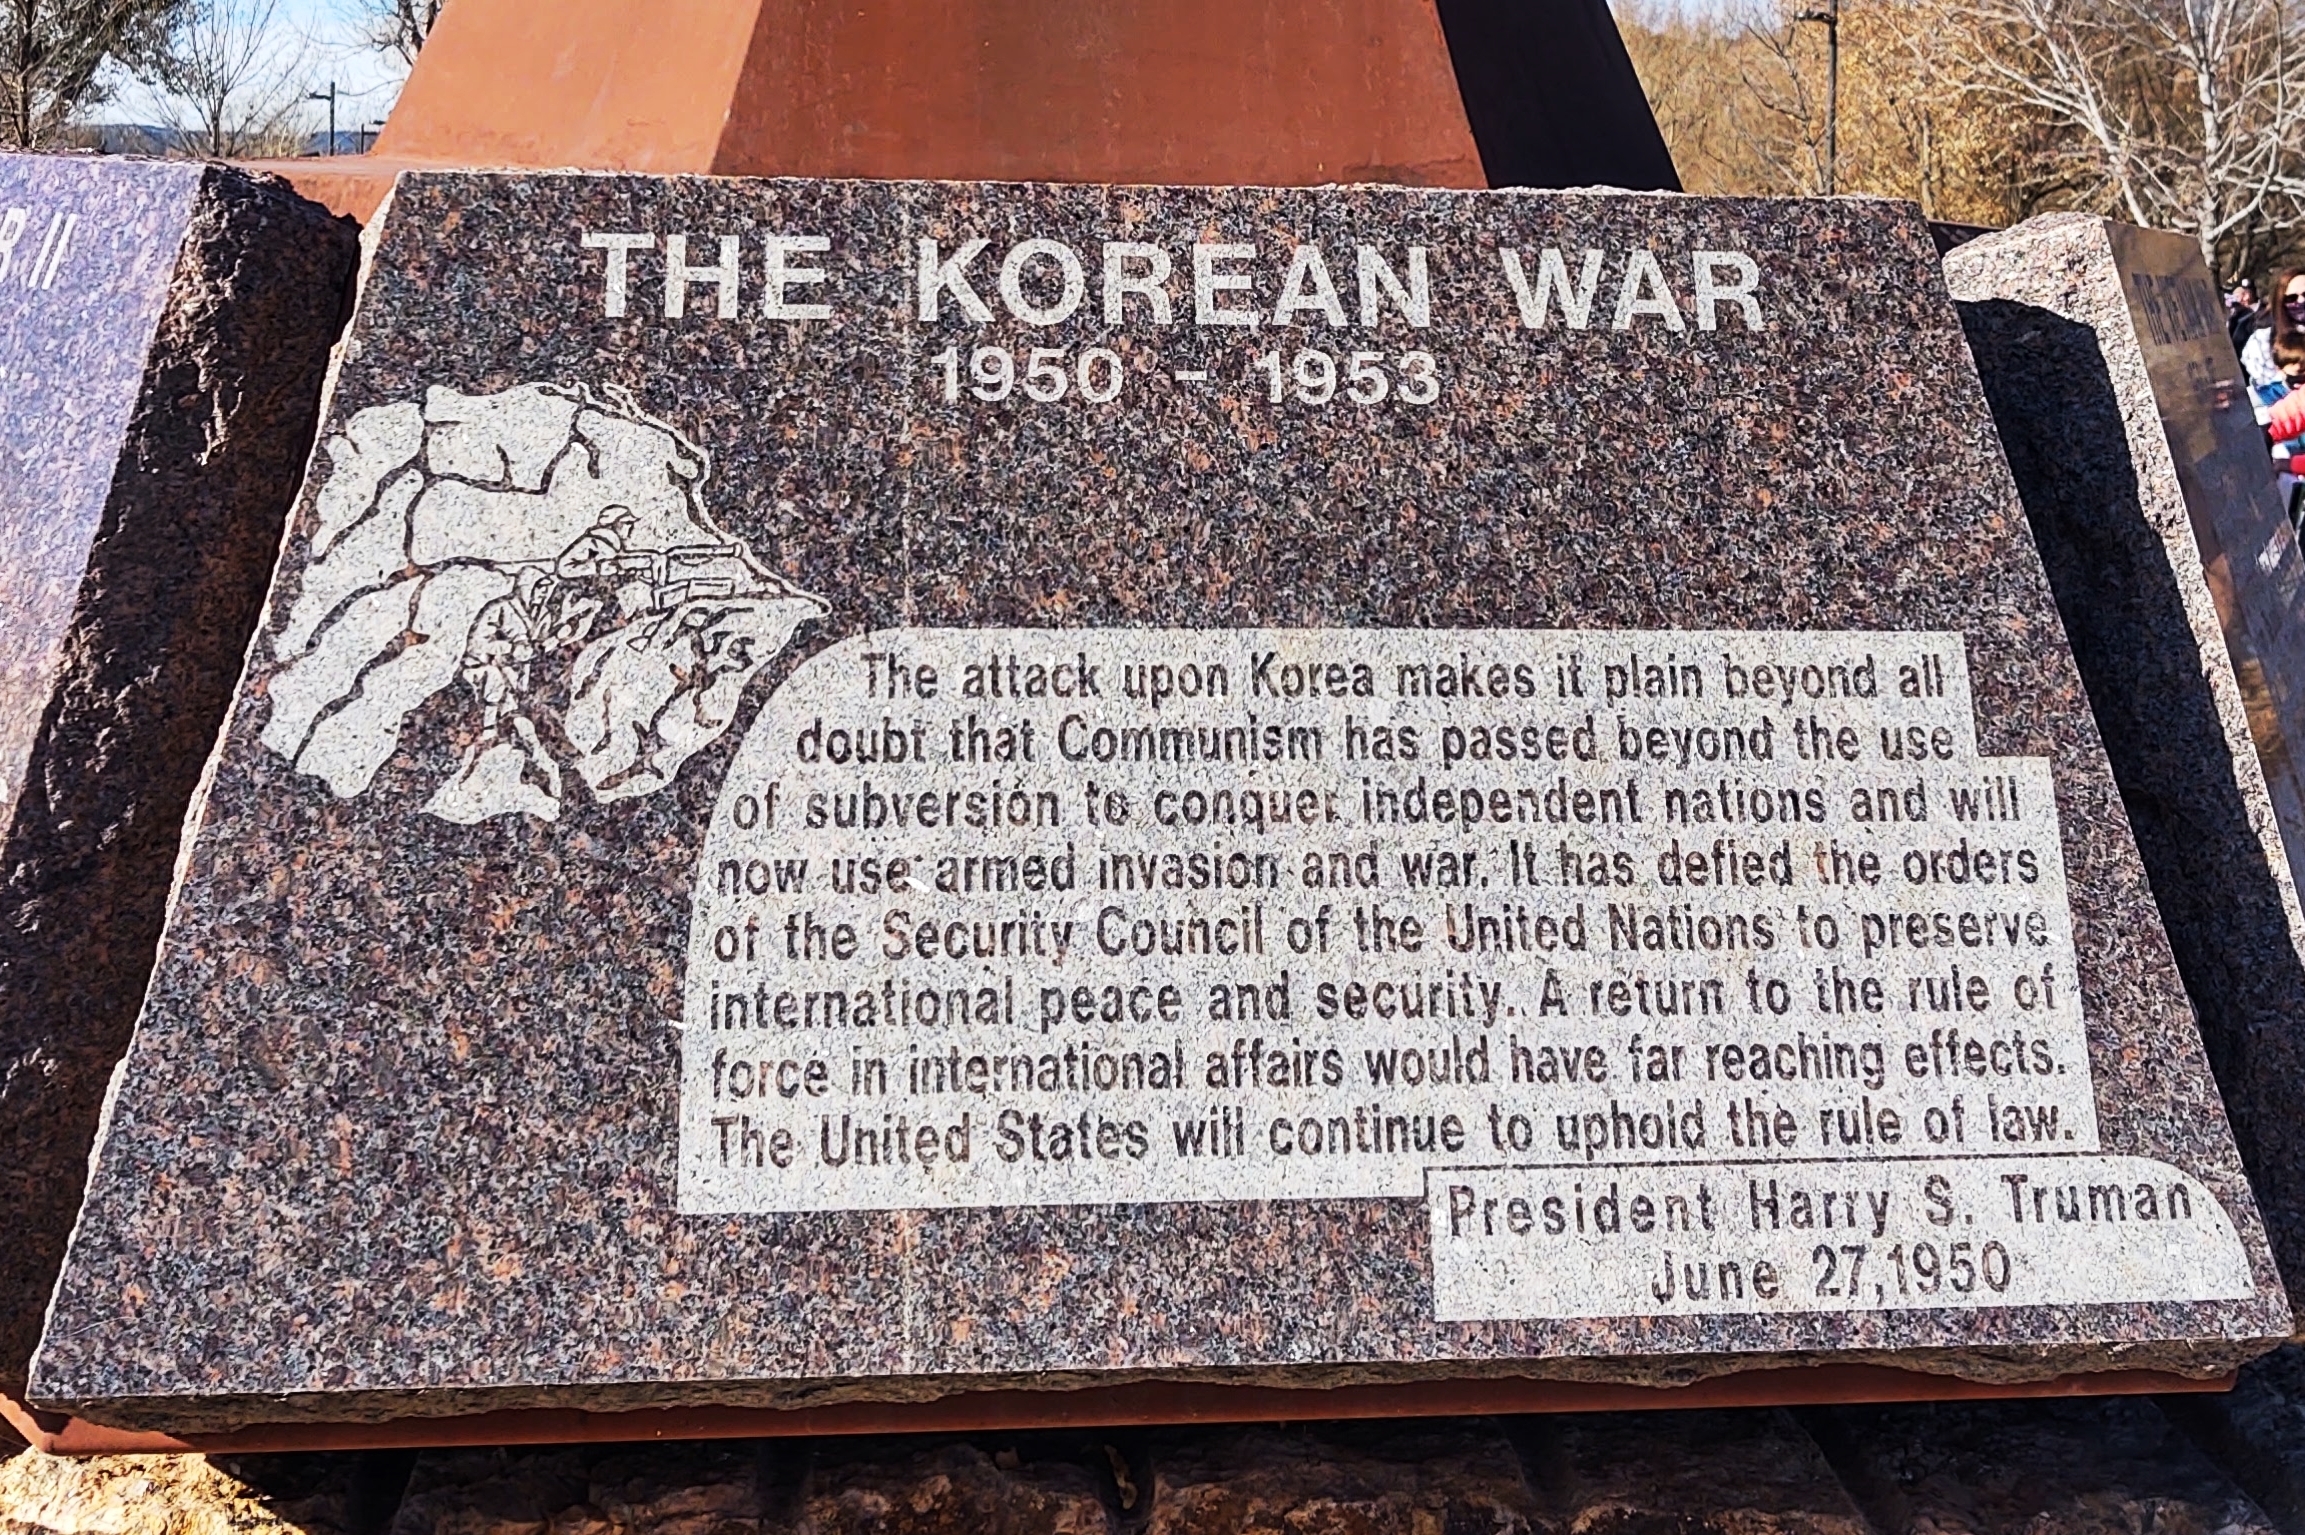 R II
THE KOREAN WAR
1950 - 1953
The attack upon Korea makes it plain beyond all
doubt that Communism has passed beyond the use
of subversion to conquer independent nations and will
now use armed invasion and war. It has defied the orders
of the Security Council of the United Nations to preserve
international peace and security. A return to the rule of
force in international affairs would have far reaching effects.
The United States will continue to uphold the rule of law.
President Harry S. Truman
June 27,1950